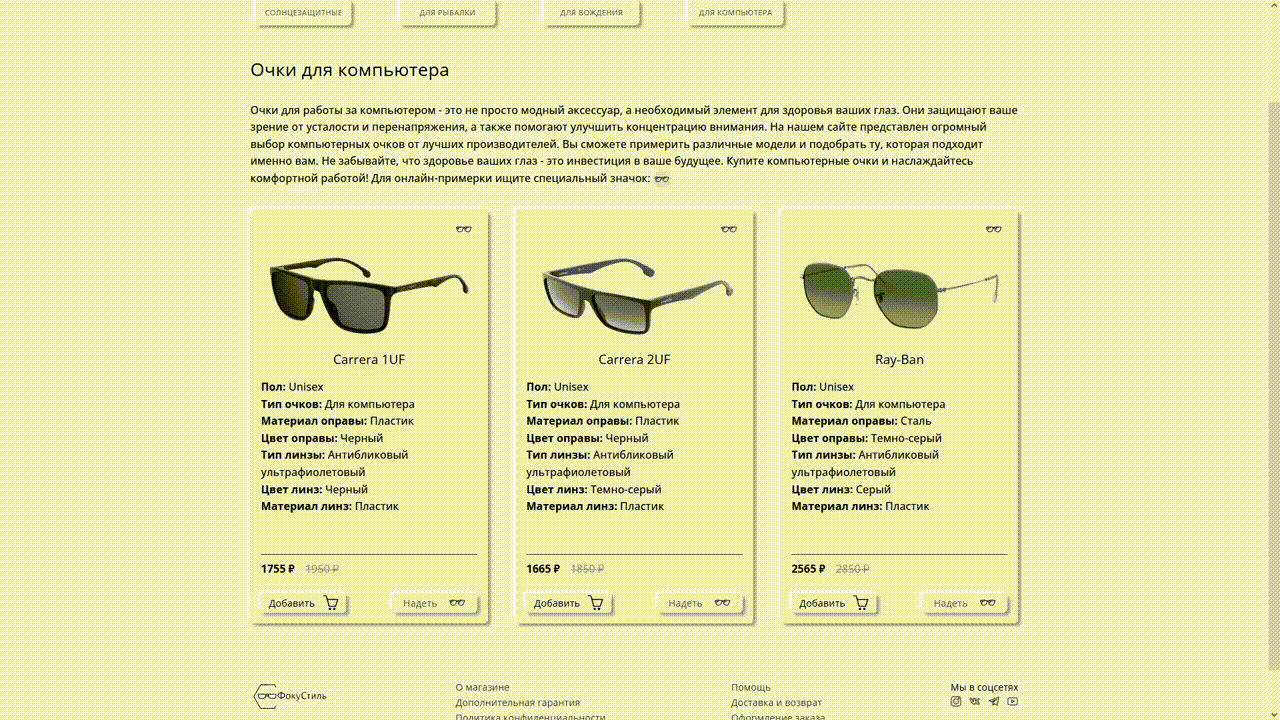 СОЛНЦЕЗАЩИТНЫЕ ДЛЯ РЫБАЛКИ ДЛЯ ВОЖДЕНИЯ ДЛЯ КОМПЬЮТЕРА
Очки для компьютера
Очки для работы за компьютером - это не просто модный аксессуар, а необходимый элемент для здоровья ваших глаз. Они защищают ваше
зрение от усталости и перенапряжения, а также помогают улучшить концентрацию внимания. На нашем сайте представлен огромный
выбор компьютерных очков от лучших производителей. Вы сможете примерить различные модели и подобрать ту, которая подходит
именно вам. Не забывайте, что здоровье ваших глаз - это инвестиция в ваше будущее. Купите компьютерные очки и наслаждайтесь
комфортной работой! Для онлайн-примерки ищите специальный значок:
Carrera 1UF
Пол: Unisex
Тип очков: Для компьютера
Материал оправы: Пластик
Цвет оправы: Черный
Тип линзы: Антибликовый
ультрафиолетовый
Цвет линз: Черный
Материал линз: Пластик
1755 ₽ 1950 ₽
Добавить Надеть
Carrera 2UF
Пол: Unisex
Тип очков: Для компьютера
Материал оправы: Пластик
Цвет оправы: Черный
Тип линзы: Антибликовый
ультрафиолетовый
Цвет линз: Темно-серый
Материал линз: Пластик
1665 ₽ 1850 ₽
Добавить Надеть
Ray-Ban
Пол: Unisex
Тип очков: Для компьютера
Материал оправы: Сталь
Цвет оправы: Темно-серый
Тип линзы: Антибликовый
ультрафиолетовый
Цвет линз: Серый
Материал линз: Пластик
2565 ₽ 2850 ₽
Добавить Надеть
ФокуСтиль
О магазине
Дополнительная гарантия
Политика конфиденциальности
Помощь
Доставка и возврат
Оформление заказа
Мы в соцсетях